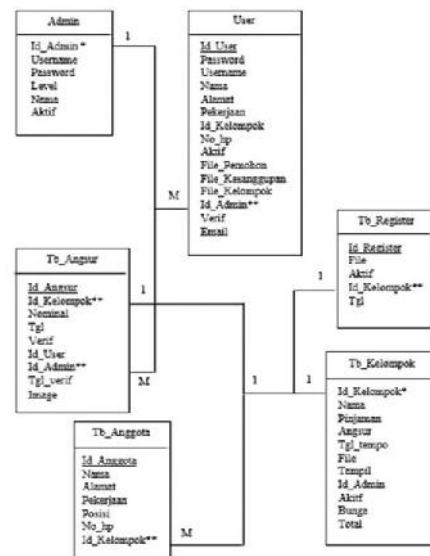 Admin
Id_Admin *
Username
Password
Level
Nama
Aktif
1
User
Id_User
Password
Username
Nama
Alamat
Pekerjaan
Id_Kelompok
No_hp
Aktif
File_Pemohon
File_Kesanggupan
File_Kelompok
Id_Admin**
Verif
Email
M
Tb_Register
Id_Register
File
Aktif
Id_Kelompok**
Tgl
1
Tb_Angsur
Id_Angsur
Id_Kelompok**
Nominal
Tgl
Verif
Id_User
Id_Admin**
Tgl_verif
Image
1
M
1
1
Tb_Kelompok
Id_Kelompok*
Nama
Pinjaman
Angsur
Tgl_tempo
File
Tampil
Id_Admin
Akitf
Bunga
Total
Tb_Anggota
Id_Anggota
Nama
Alamat
Pekerjaan
Posisi
No_hp
Id_Kelompok**
M